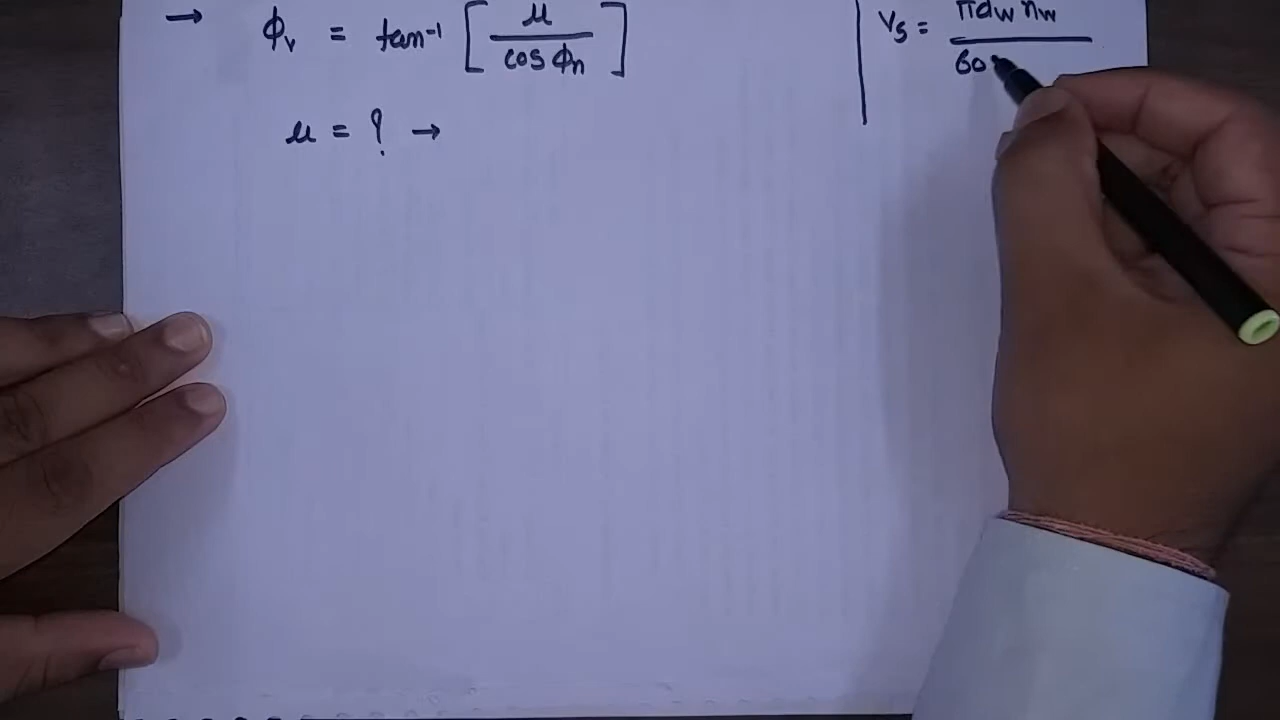 → ϕv = tan⁻¹ [ μ / cos ϕn ]
μ = ? →
Vs = πdw nw / 60